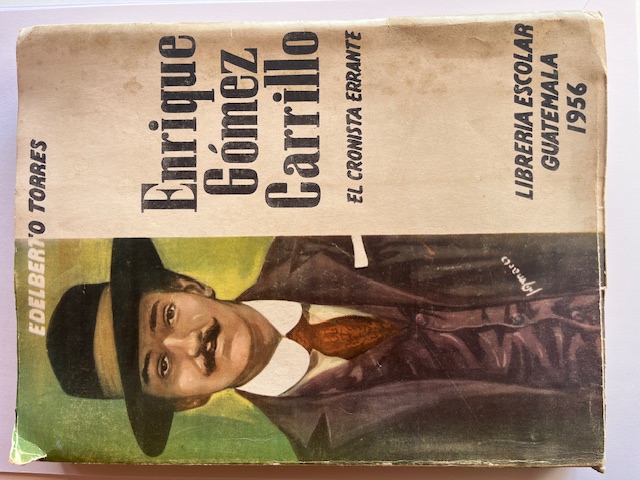 EDELBERTO TORRES
Enrique
Gómez
Carrillo
EL CRONISTA ERRANTE
LIBRERIA ESCOLAR
GUATEMALA
1956